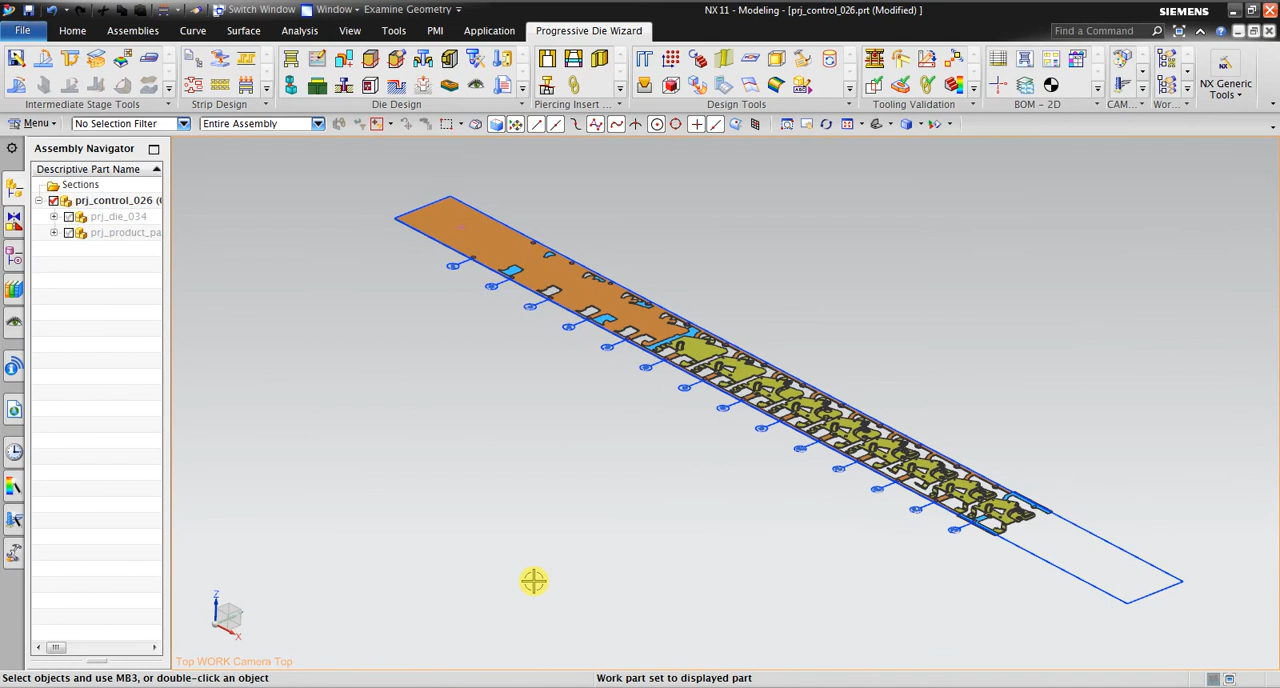 Switch Window Window Examine Geometry
NX 11 - Modeling - [prj_control_026.prt (Modified) ]
SIEMENS
File Home Assemblies Curve Surface Analysis View Tools PMI Application Progressive Die Wizard
Find a Command
NX Generic
Tools
Intermediate Stage Tools Strip Design Die Design Piercing Insert ... Design Tools Tooling Validation BOM - 2D CAM... Wor...
Menu No Selection Filter Entire Assembly
Assembly Navigator
Descriptive Part Name
Sections
prj_control_026 (
prj_die_034
prj_product_pa
Z
X
Top WORK Camera Top
Select objects and use MB3, or double-click an object
Work part set to displayed part